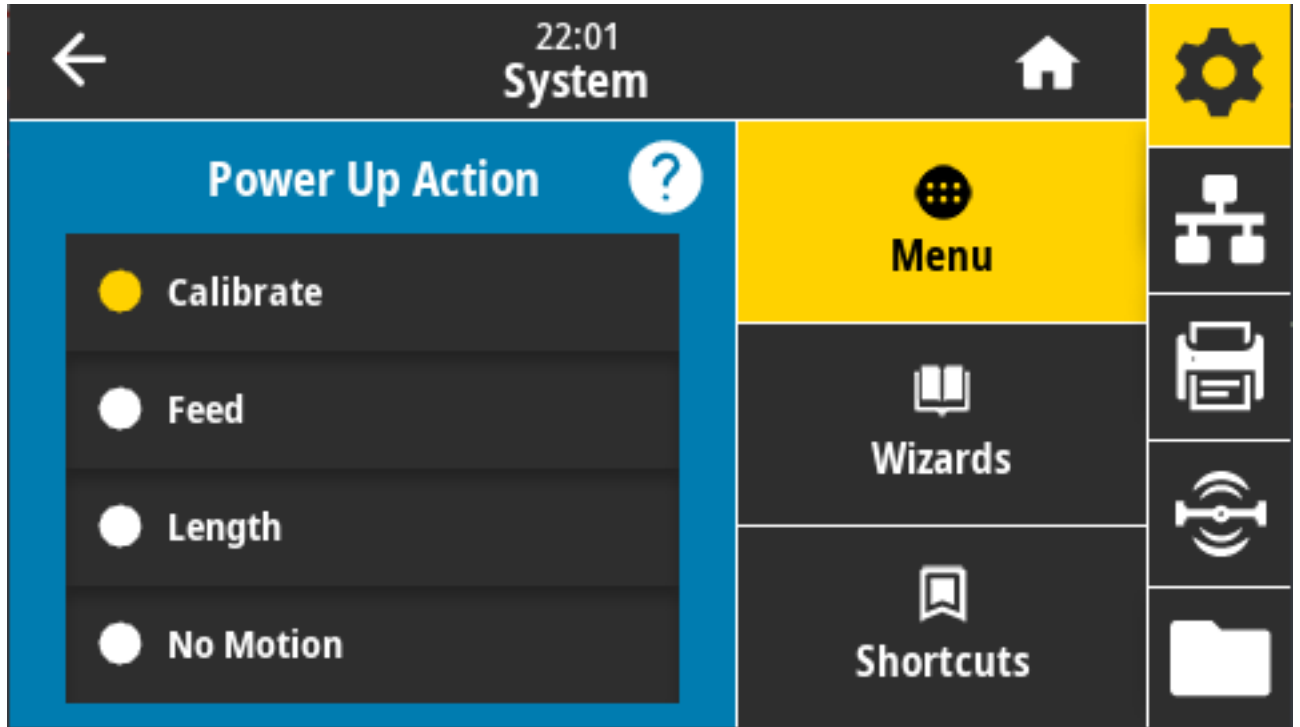 22:01
System
Power Up Action
?
Calibrate
Feed
Length
No Motion
Menu
Wizards
Shortcuts